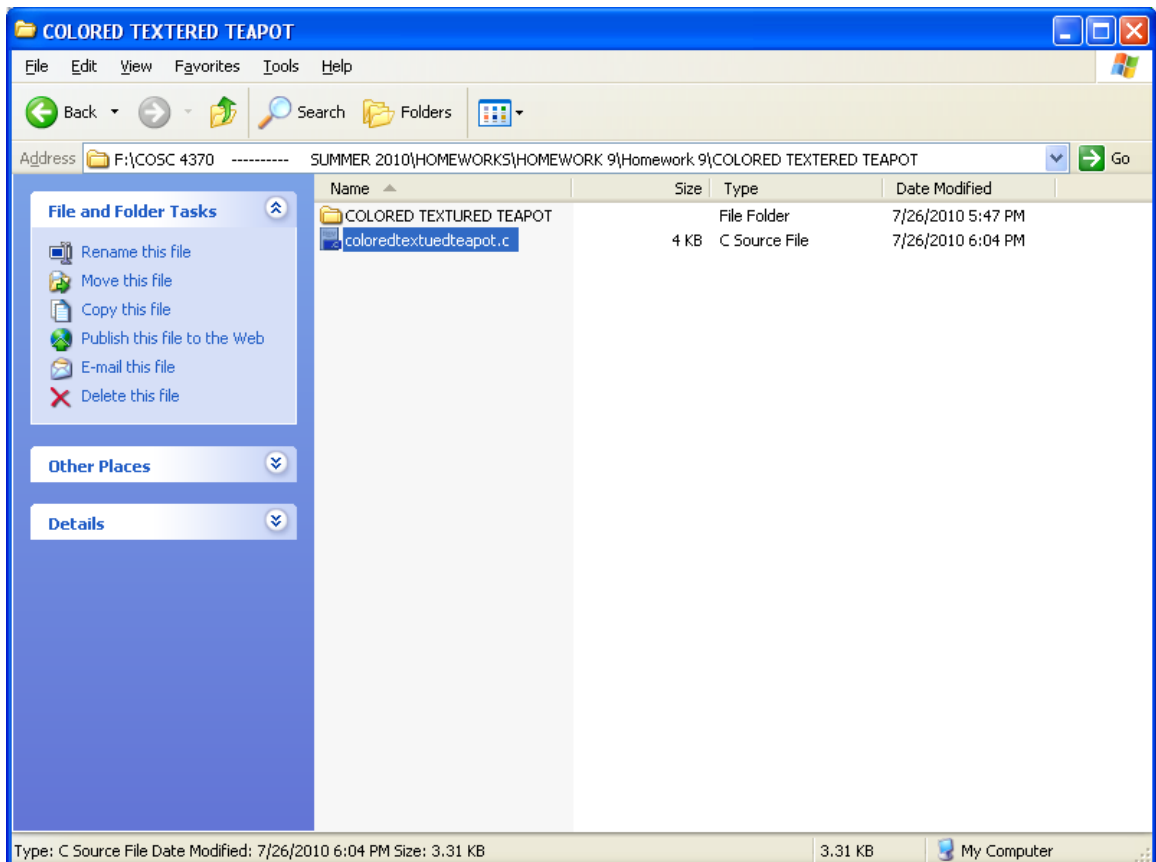 COLORED TEXTERED TEAPOT
File Edit View Favorites Tools Help
Back Search Folders
Address F:\COSC 4370 ---------- SUMMER 2010\HOMEWORKS\HOMEWORK 9\Homework 9\COLORED TEXTERED TEAPOT Go
File and Folder Tasks
Rename this file
Move this file
Copy this file
Publish this file to the Web
E-mail this file
Delete this file
Other Places
Details
Name Size Type Date Modified
COLORED TEXTURED TEAPOT File Folder 7/26/2010 5:47 PM
coloredtextuedteapot.c 4 KB C Source File 7/26/2010 6:04 PM
Type: C Source File Date Modified: 7/26/2010 6:04 PM Size: 3.31 KB 3.31 KB My Computer